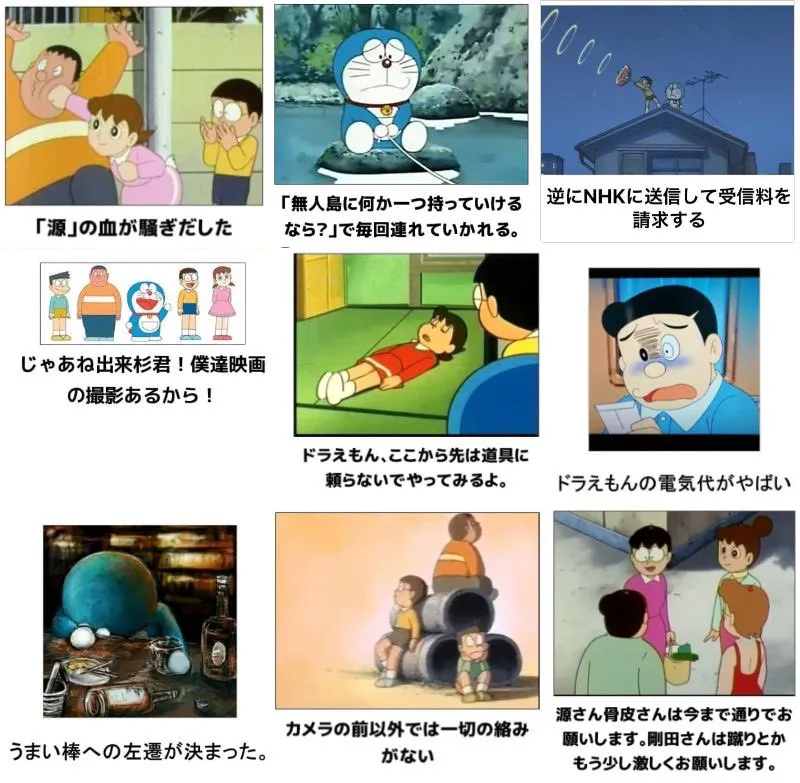 「源」の血が騒ぎだした
「無人島に何か一つ持っていける
なら?」で毎回連れていかれる。
逆にNHKに送信して受信料を
請求する
じゃあね出来杉君！僕達映画
の撮影あるから！
ドラえもん、ここから先は道具に
頼らないでやってみるよ。
ドラえもんの電気代がやばい
うまい棒への左遷が決まった。
カメラの前以外では一切の絡み
がない
源さん骨皮さんは今まで通りでお
願いします。剛田さんは蹴りとか
もう少し激しくお願いします。